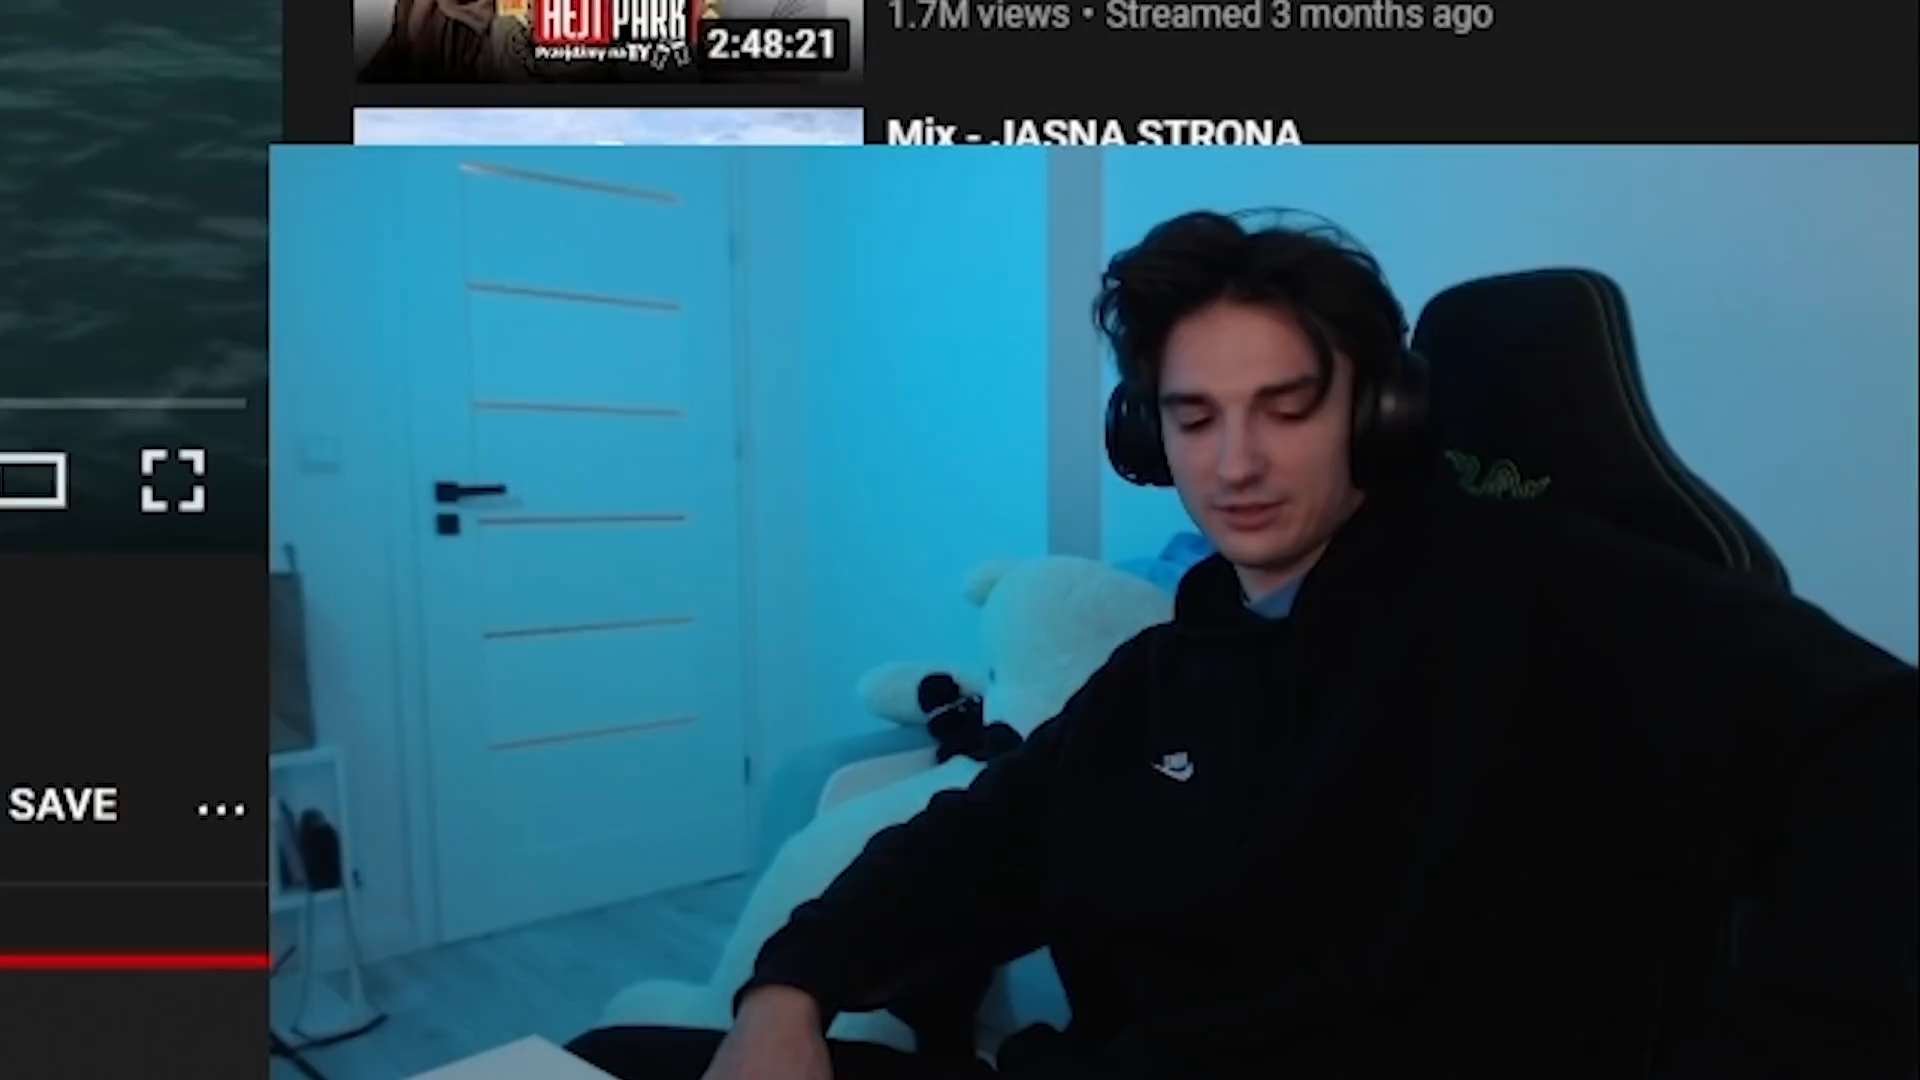 HEJT PARK
2:48:21
1.7M views • Streamed 3 months ago
Mix - JASNA STRONA
SAVE